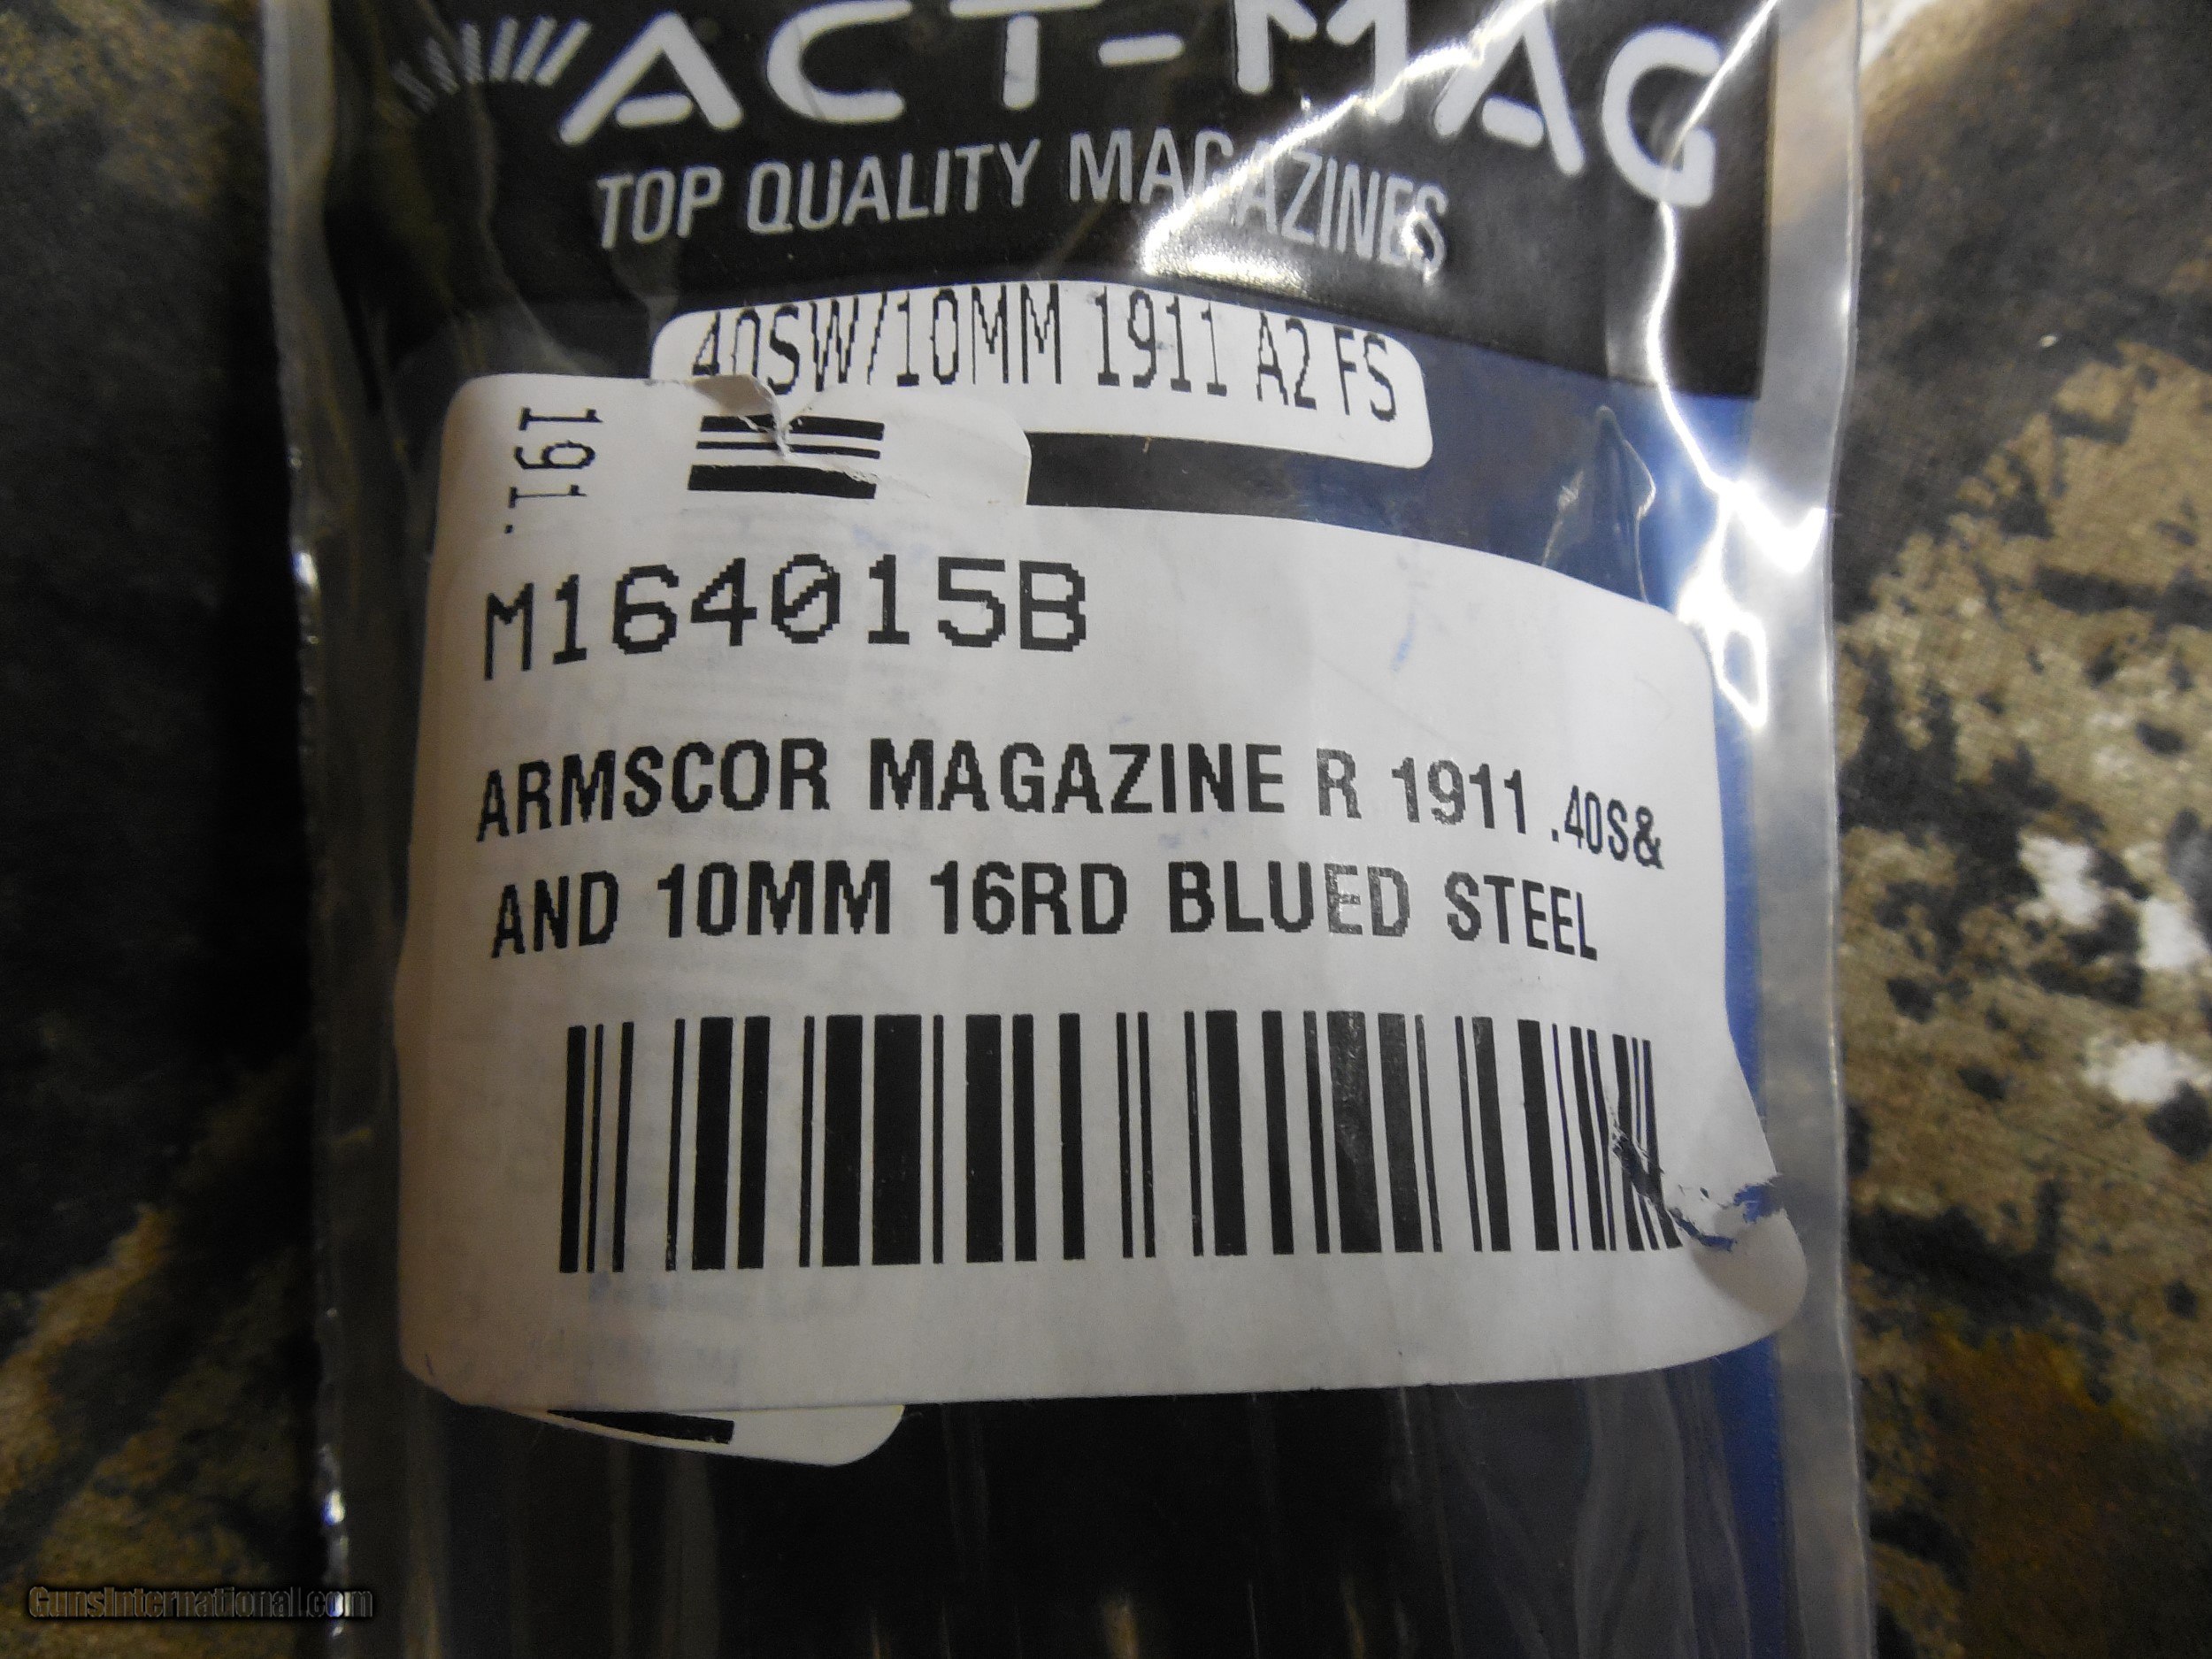 ACT-MAG
TOP QUALITY MAGAZINES
40SW/10MM 1911 A2 FS
191.
M164015B
ARMSCOR MAGAZINE R 1911 .40S&
AND 10MM 16RD BLUED STEEL
GunsInternational.com